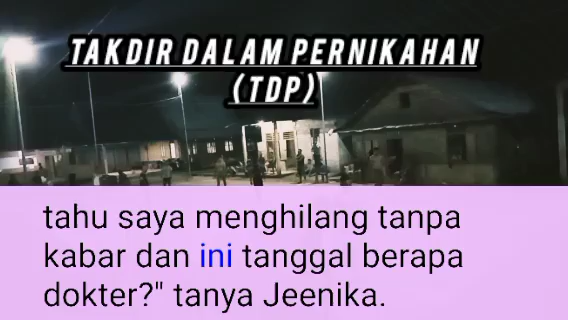 TAKDIR DALAM PERNIKAHAN
(TDP)
tahu saya menghilang tanpa
kabar dan ini tanggal berapa
dokter?" tanya Jeenika.